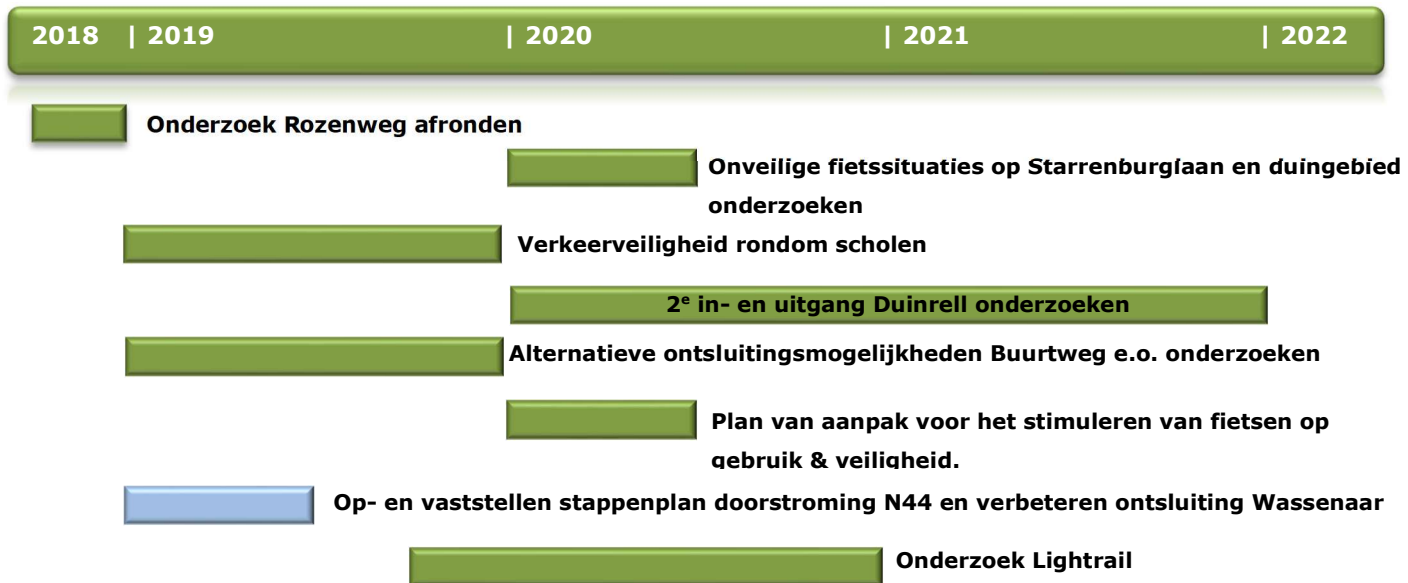 2018 | 2019 | 2020 | 2021 | 2022
Onderzoek Rozenweg afronden
Onveilige fietssituaties op Starrenburglaan en duingebied
onderzoeken
Verkeerveiligheid rondom scholen
2e in- en uitgang Duinrell onderzoeken
Alternatieve ontsluitingsmogelijkheden Buurtweg e.o. onderzoeken
Plan van aanpak voor het stimuleren van fietsen op
gebruik & veiligheid.
Op- en vaststellen stappenplan doorstroming N44 en verbeteren ontsluiting Wassenaar
Onderzoek Lightrail